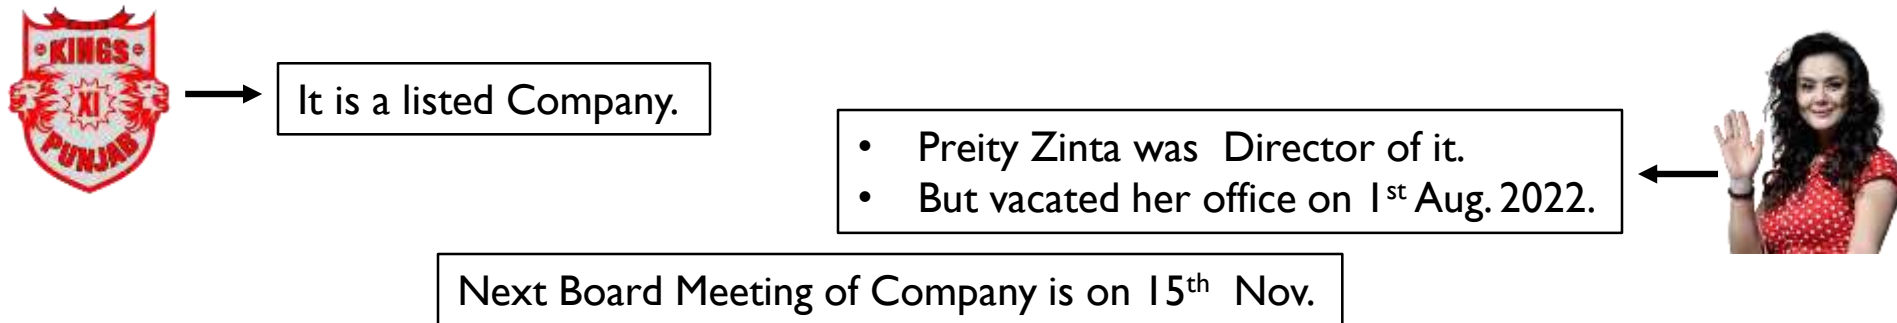 KINGS
XI
PUNJAB
It is a listed Company.
• Preity Zinta was Director of it.
• But vacated her office on 1st Aug. 2022.
Next Board Meeting of Company is on 15th Nov.